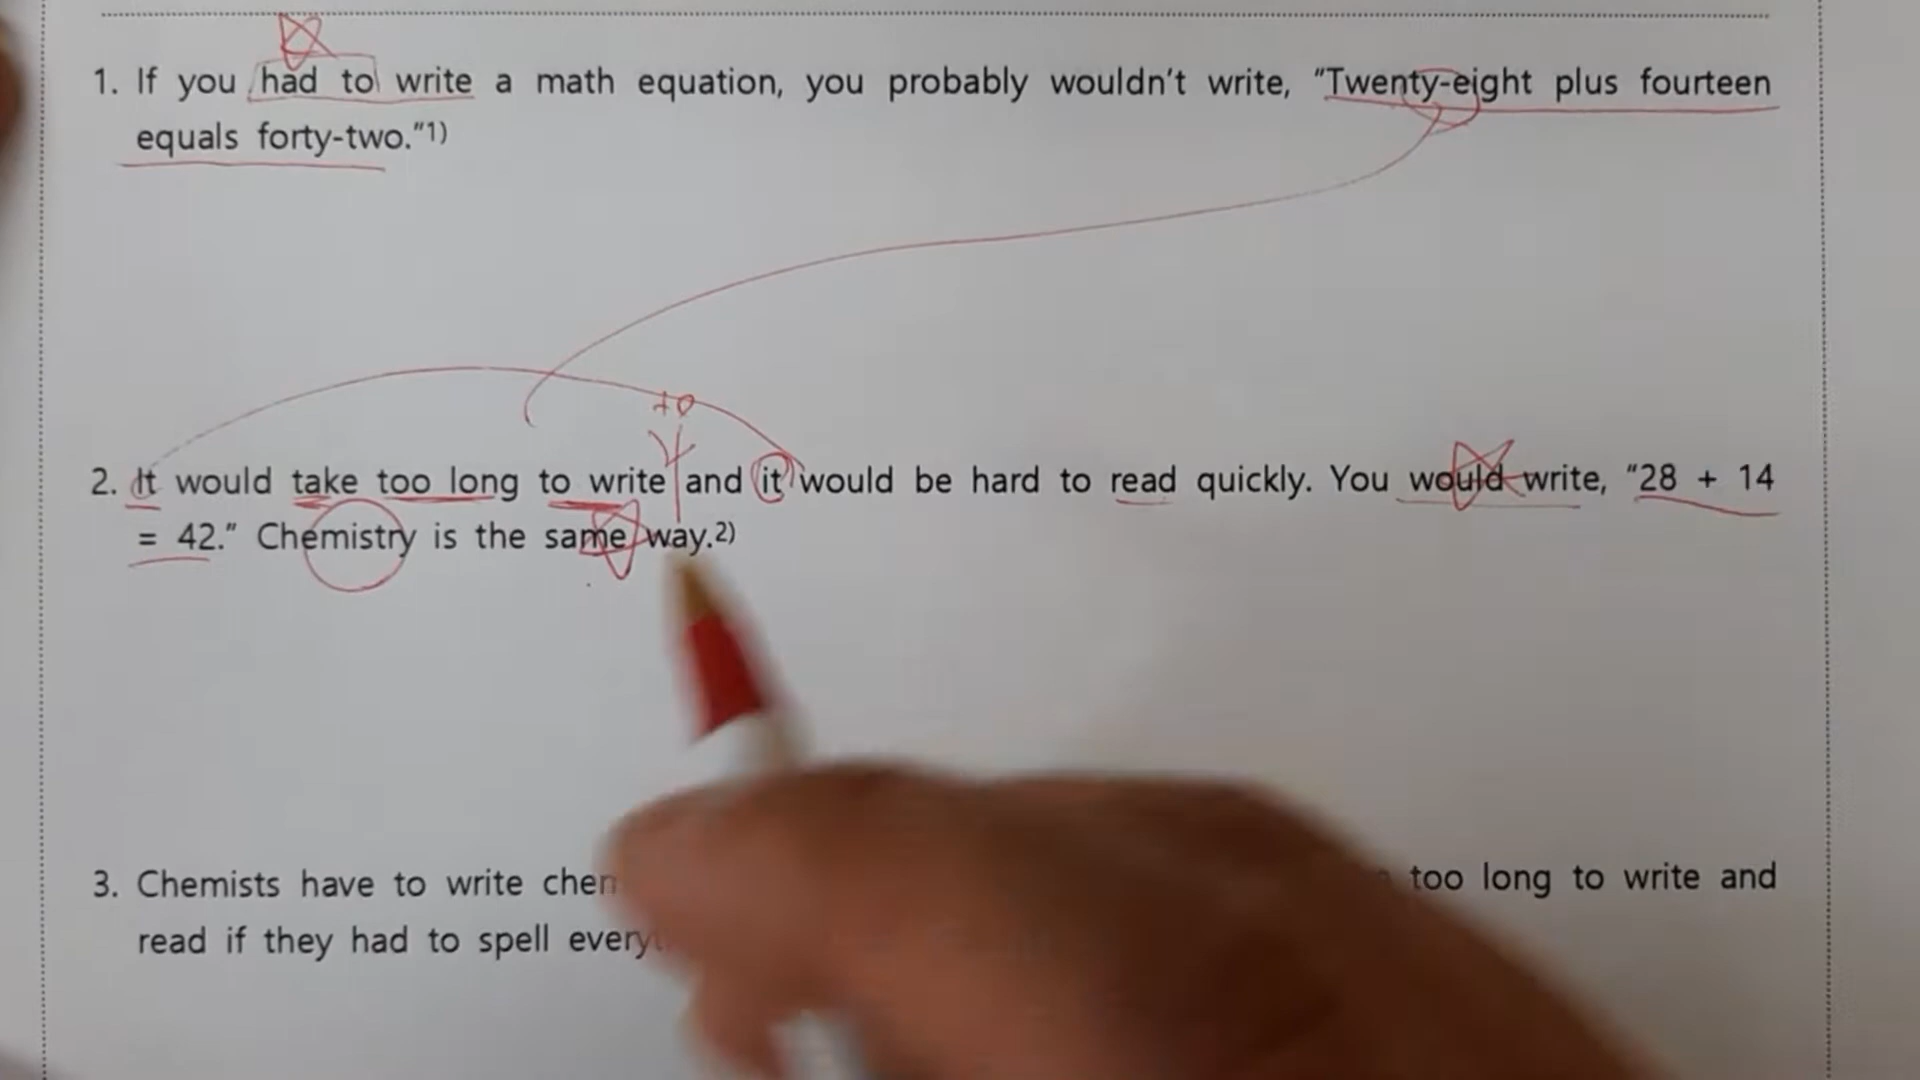 1. If you had to write a math equation, you probably wouldn't write, "Twenty-eight plus fourteen
equals forty-two."1)
to
2. It would take too long to write and it would be hard to read quickly. You would write, "28 + 14
= 42." Chemistry is the same way.2)
3. Chemists have to write too long to write and
read if they had to spell